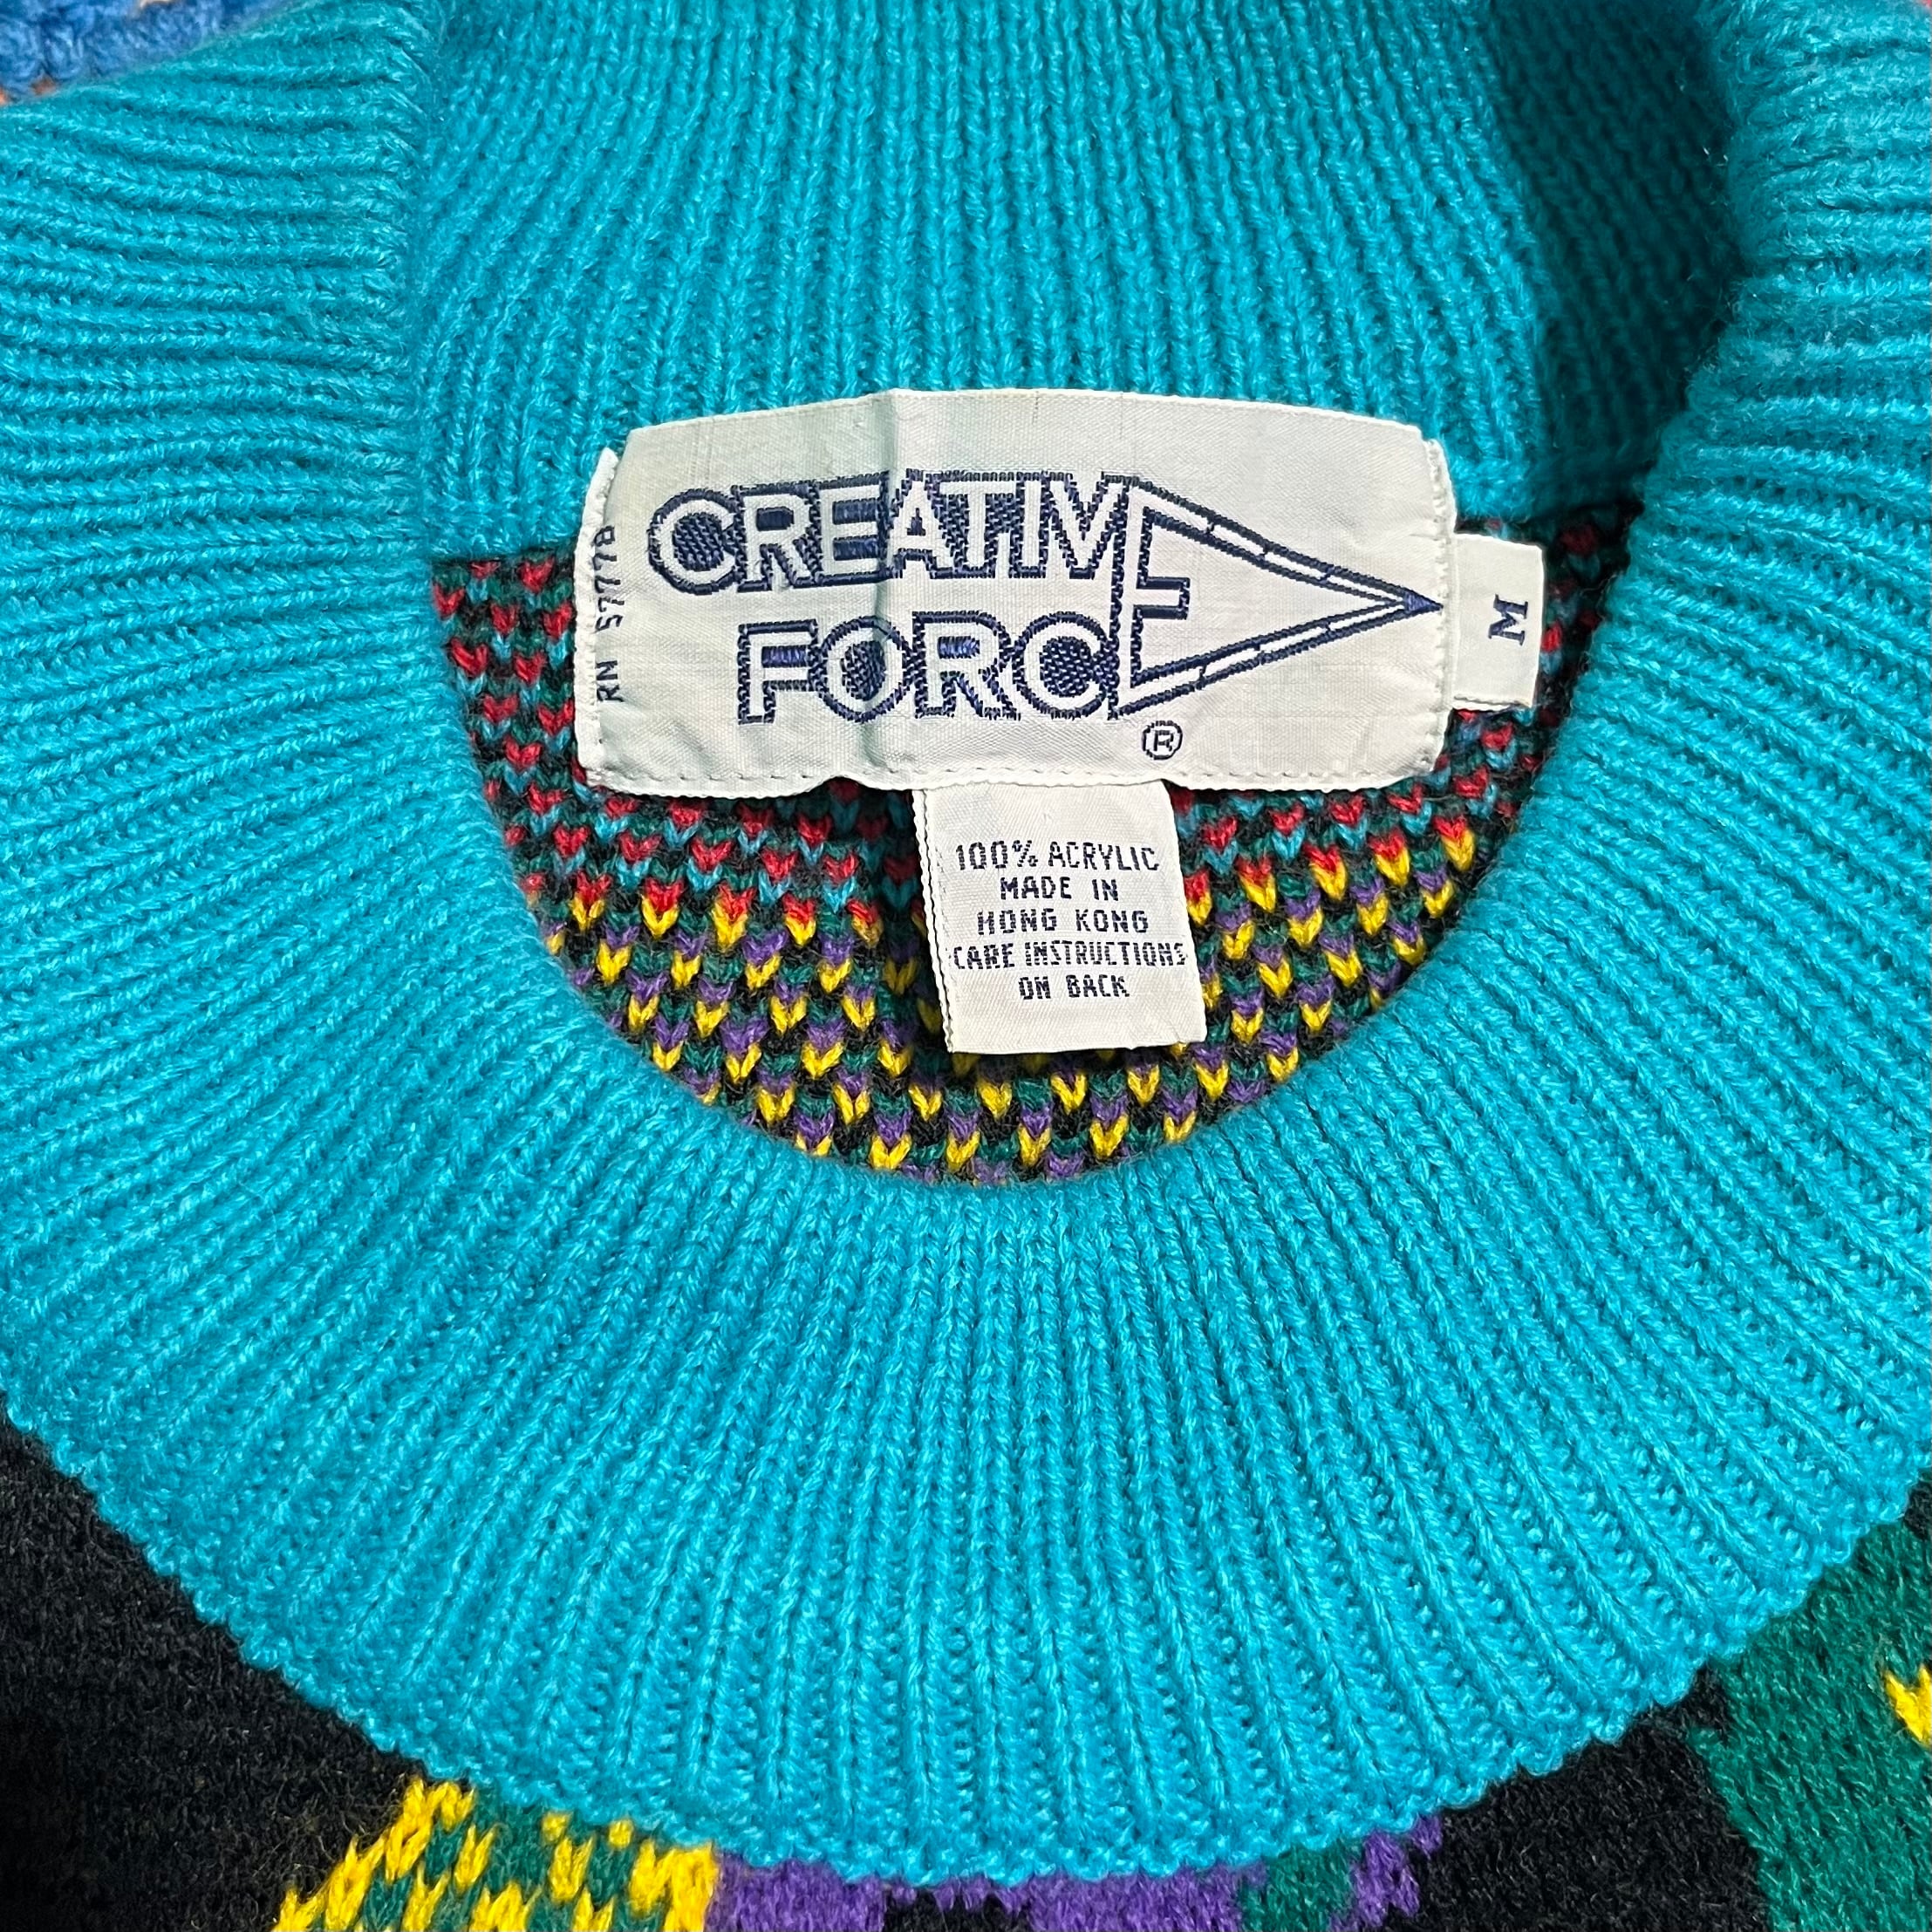 CREATIVE
FORCE
®
RN 57778
M
100% ACRYLIC
MADE IN
HONG KONG
CARE INSTRUCTIONS
ON BACK